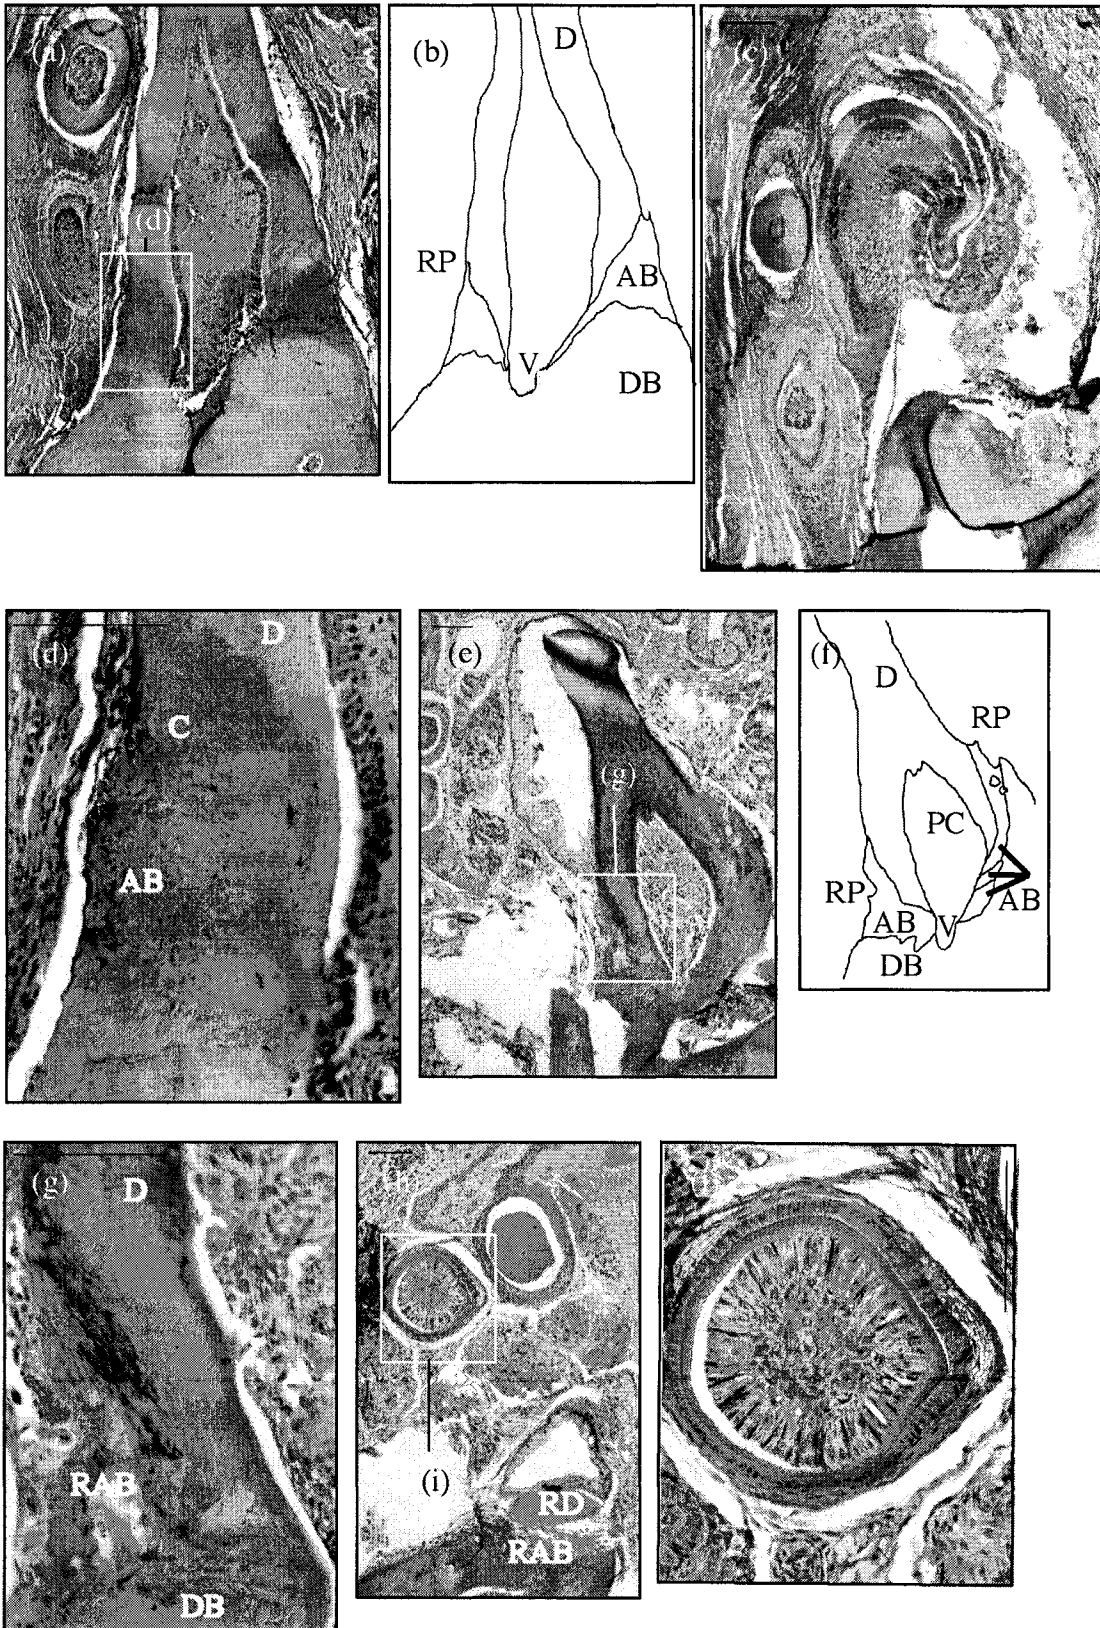 (a)
(d)
(b)
D
RP
AB
V
DB
(c)
(d)
D
C
AB
(e)
(g)
(f)
D
RP
PC
RP
AB
AB
V
DB
(g)
D
RAB
DB
(h)
(i)
RD
RAB